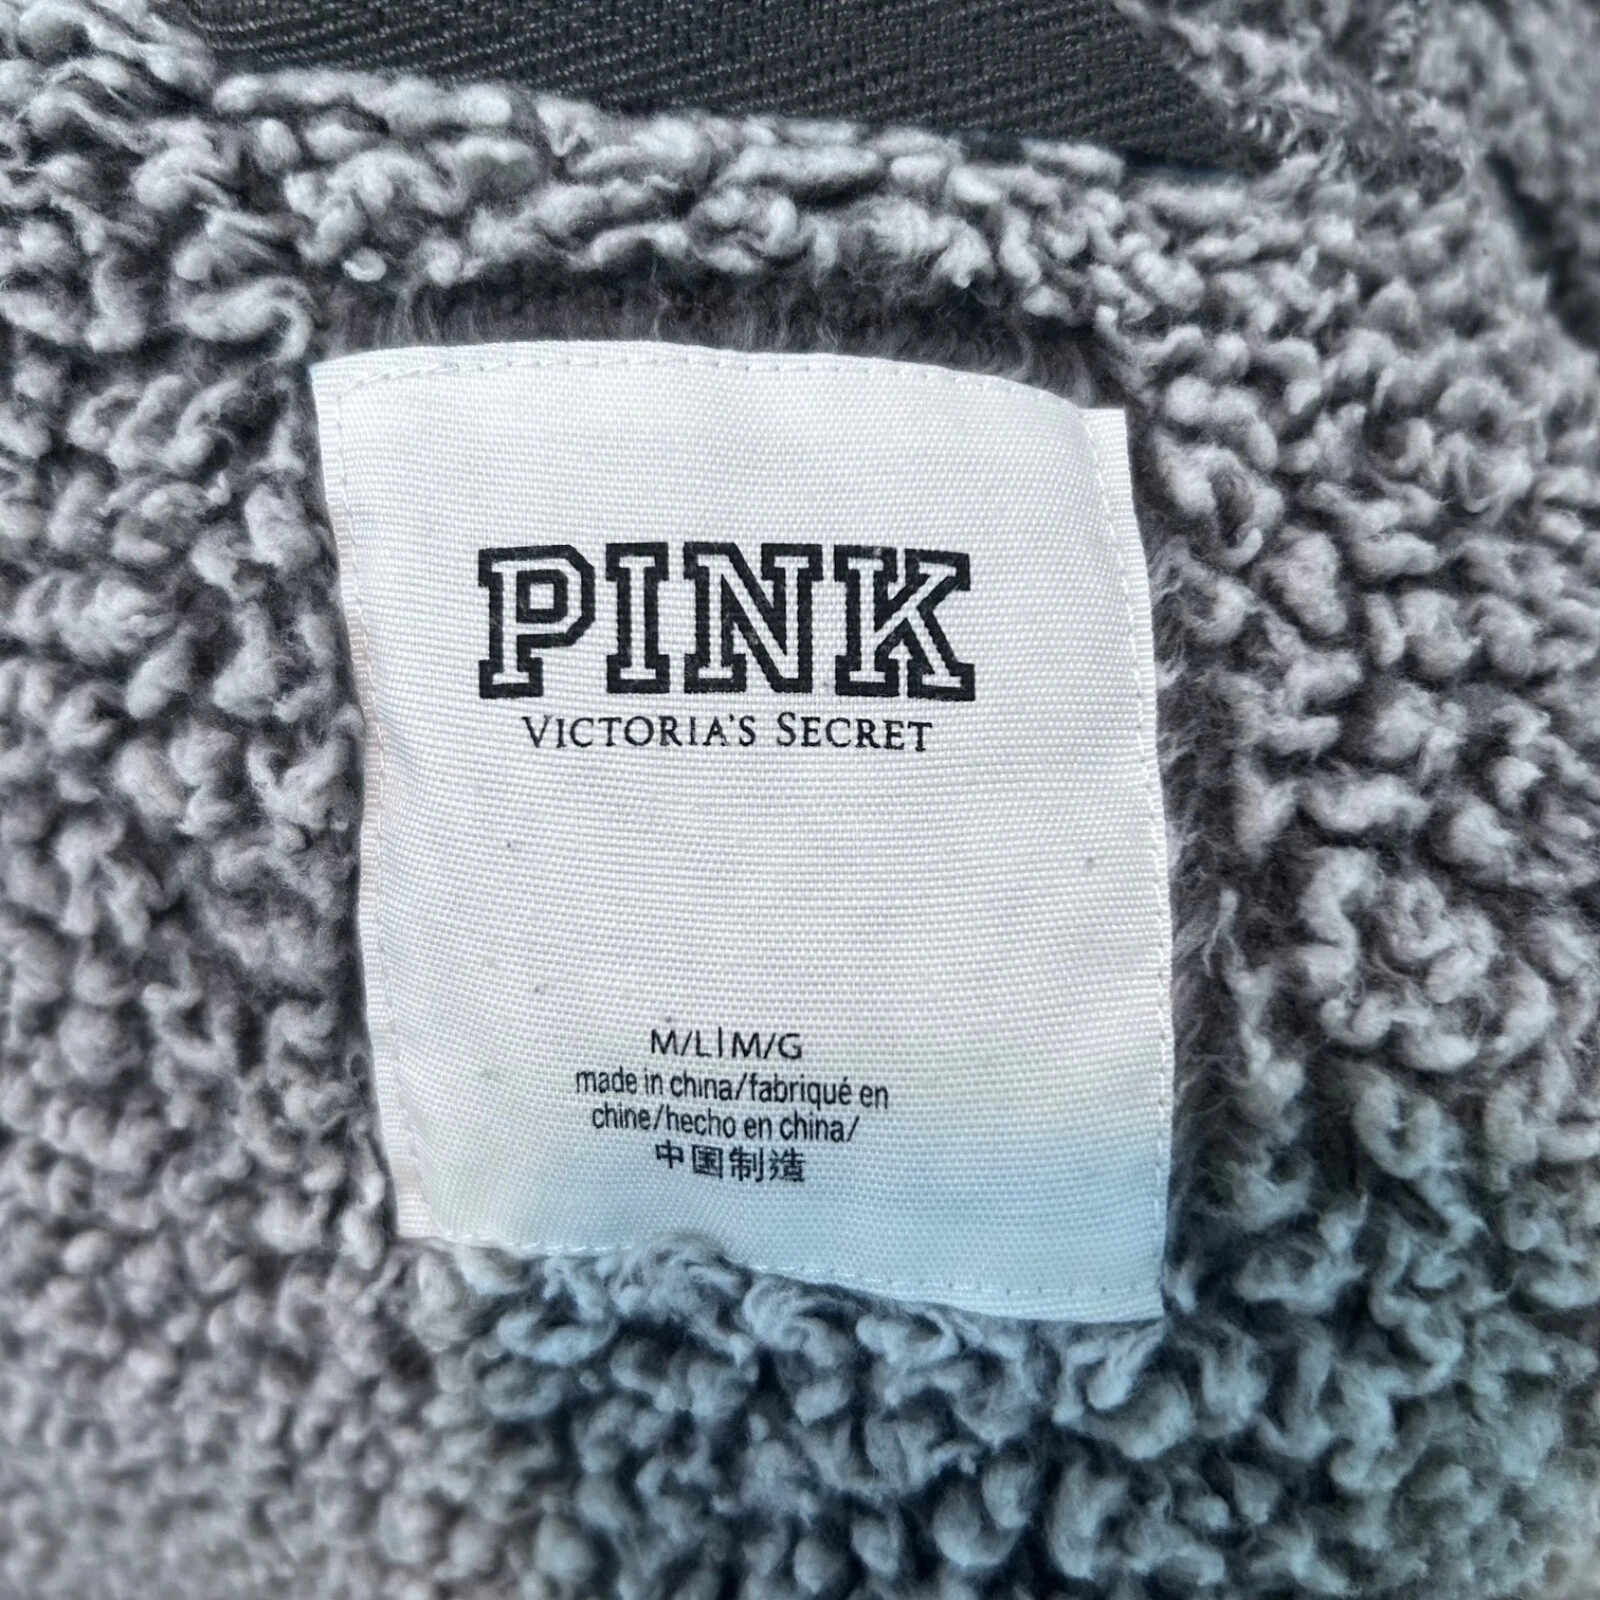 PINK
VICTORIA'S SECRET
M/L|M/G
made in china/fabriqué en
chine/hecho en china/
中国制造